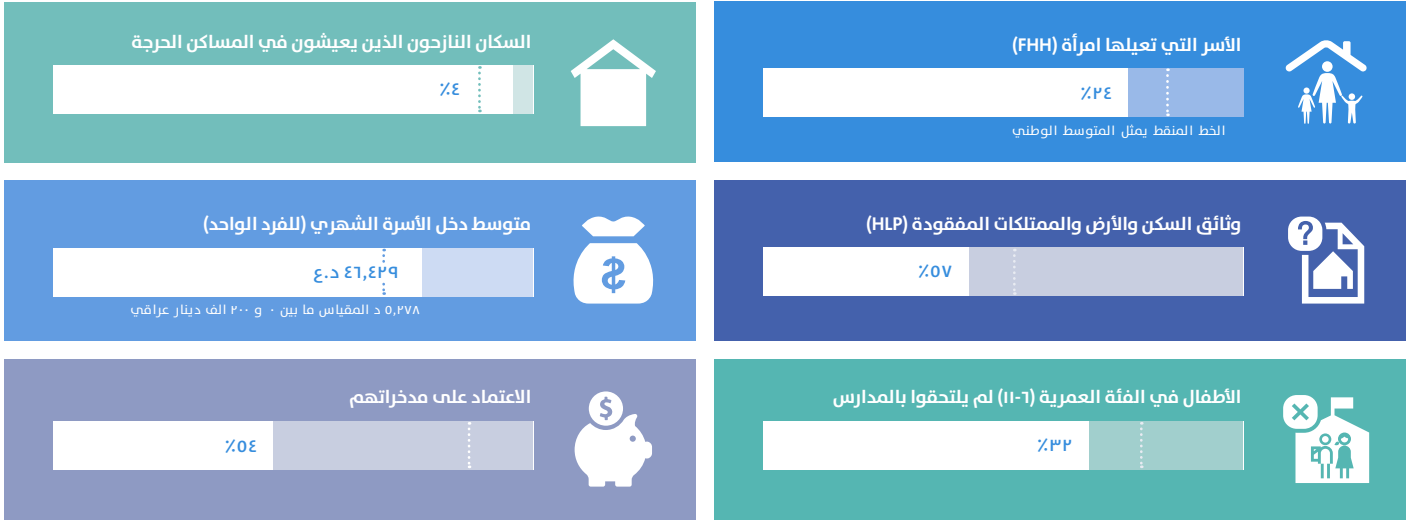 الأسر التي تعيلها امرأة (FHH)
٪٢٤
الخط المنقط يمثل المتوسط الوطني
السكان النازحون الذين يعيشون في المساكن الحرجة
٪٤
وثائق السكن والأرض والممتلكات المفقودة (HLP)
٪٥٧
متوسط دخل الأسرة الشهري (للفرد الواحد)
٤٦,٤٢٩ د.ع
٥,٢٧٨ د المقياس ما بين ٠ و ٢٠٠ الف دينار عراقي
الأطفال في الفئة العمرية (٦-١١) لم يلتحقوا بالمدارس
٪٣٢
الاعتماد على مدخراتهم
٪٥٤